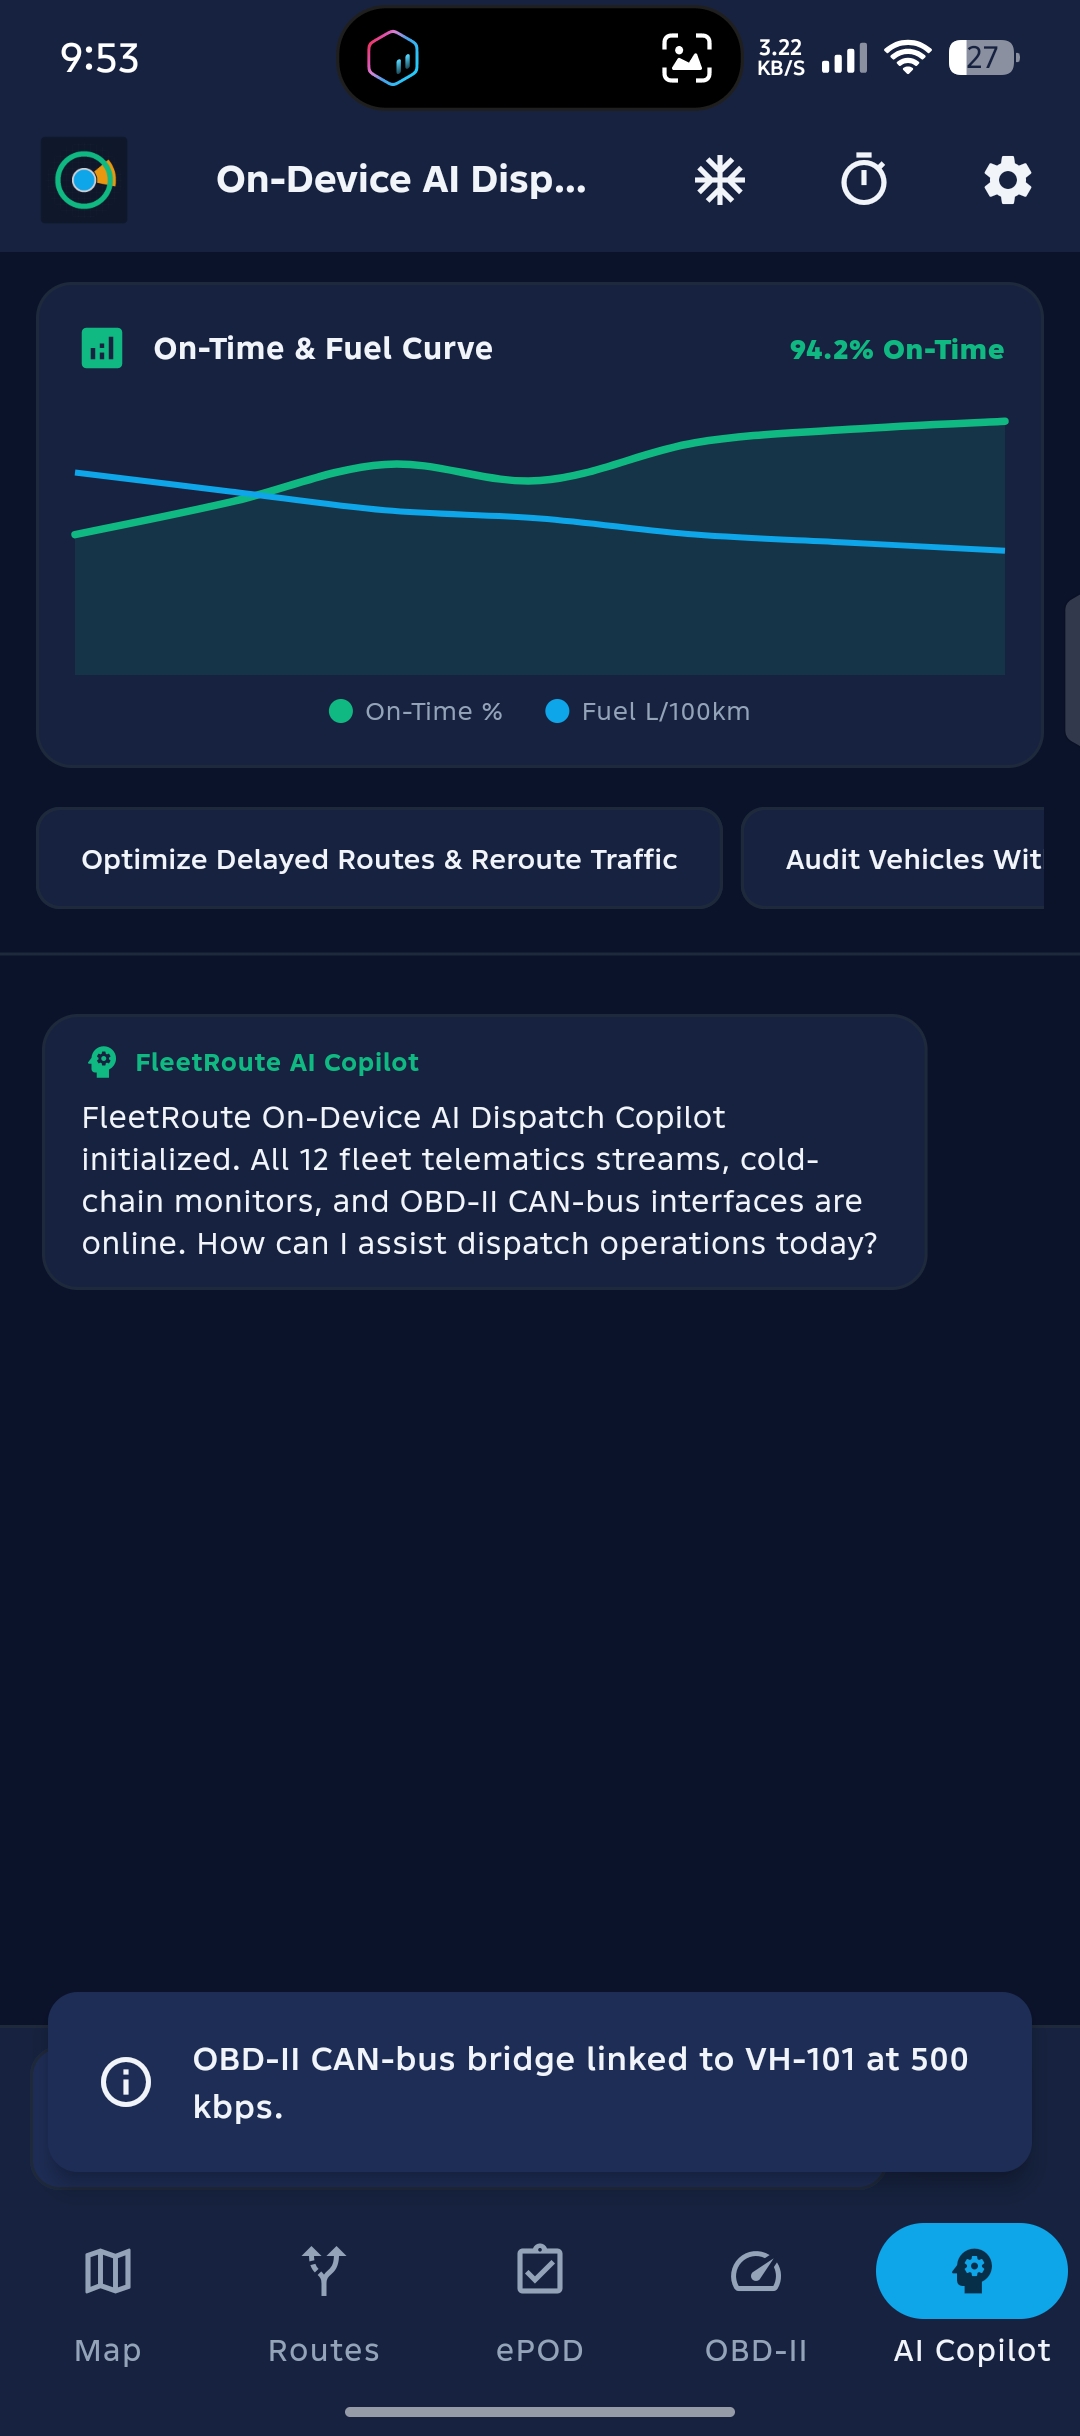 9:53
3.22
KB/S
27
On-Device AI Disp...
On-Time & Fuel Curve
94.2% On-Time
On-Time %
Fuel L/100km
Optimize Delayed Routes & Reroute Traffic
Audit Vehicles Wit
FleetRoute AI Copilot
FleetRoute On-Device AI Dispatch Copilot
initialized. All 12 fleet telematics streams, cold-
chain monitors, and OBD-II CAN-bus interfaces are
online. How can I assist dispatch operations today?
OBD-II CAN-bus bridge linked to VH-101 at 500
kbps.
Map
Routes
ePOD
OBD-II
AI Copilot